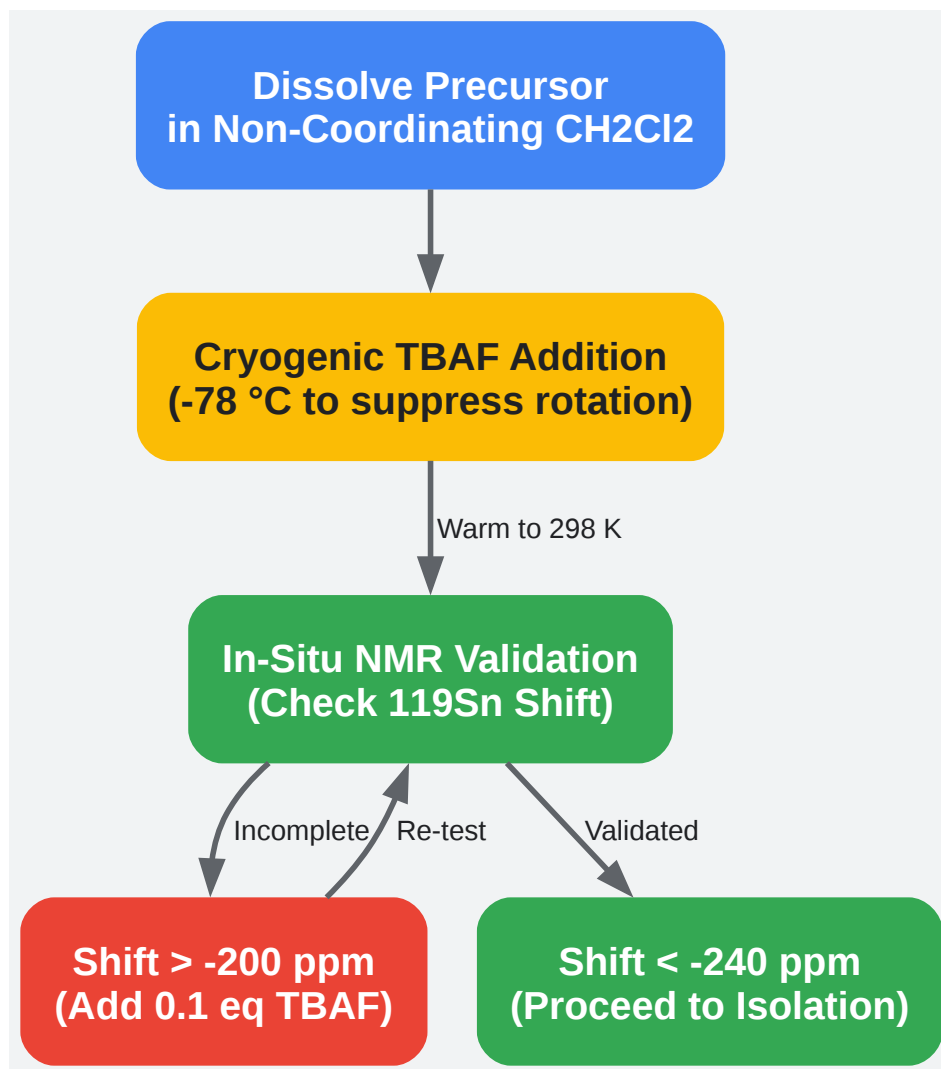 Dissolve Precursor
in Non-Coordinating CH2Cl2
Cryogenic TBAF Addition
(-78 °C to suppress rotation)
Warm to 298 K
In-Situ NMR Validation
(Check 119Sn Shift)
Incomplete
Re-test
Validated
Shift > -200 ppm
(Add 0.1 eq TBAF)
Shift < -240 ppm
(Proceed to Isolation)